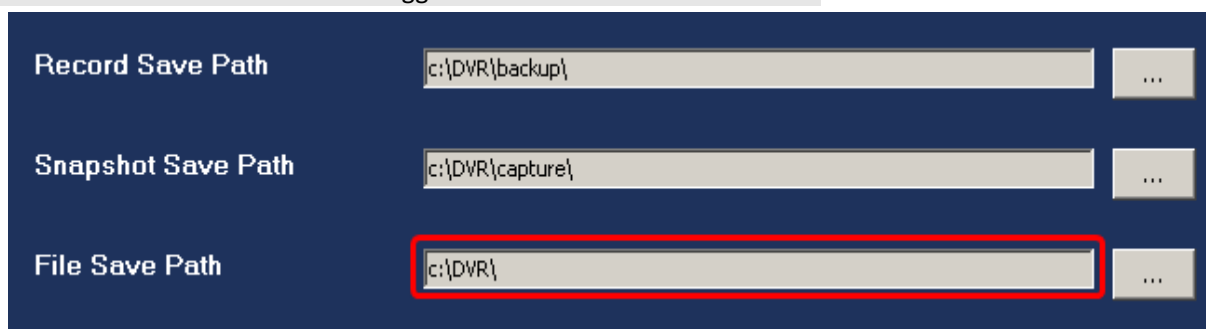 Record Save Path c:\DVR\backup\ ...
Snapshot Save Path c:\DVR\capture\ ...
File Save Path c:\DVR\ ...